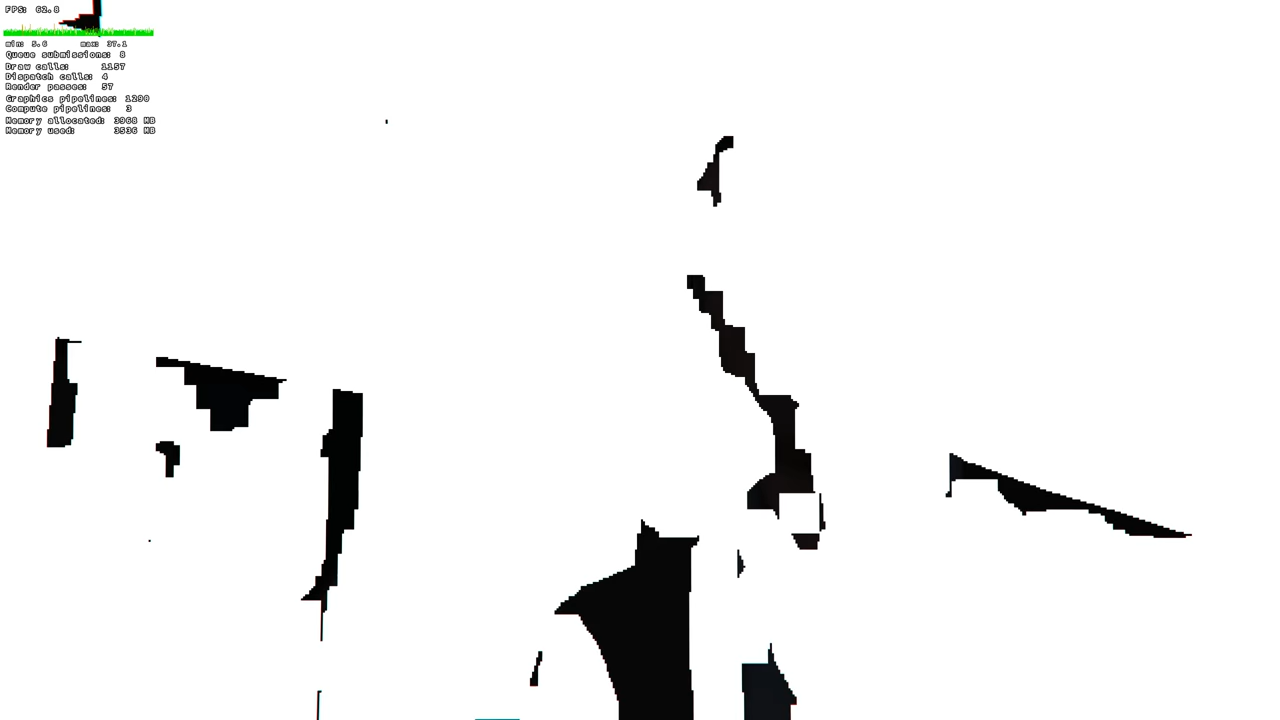 FPS: 62.8
min: 5.6 max: 37.1
Queue submissions: 8
Draw calls: 1157
Dispatch calls: 4
Render passes: 57
Graphics pipelines: 1290
Compute pipelines: 3
Memory allocated: 3968 MB
Memory used: 3536 MB